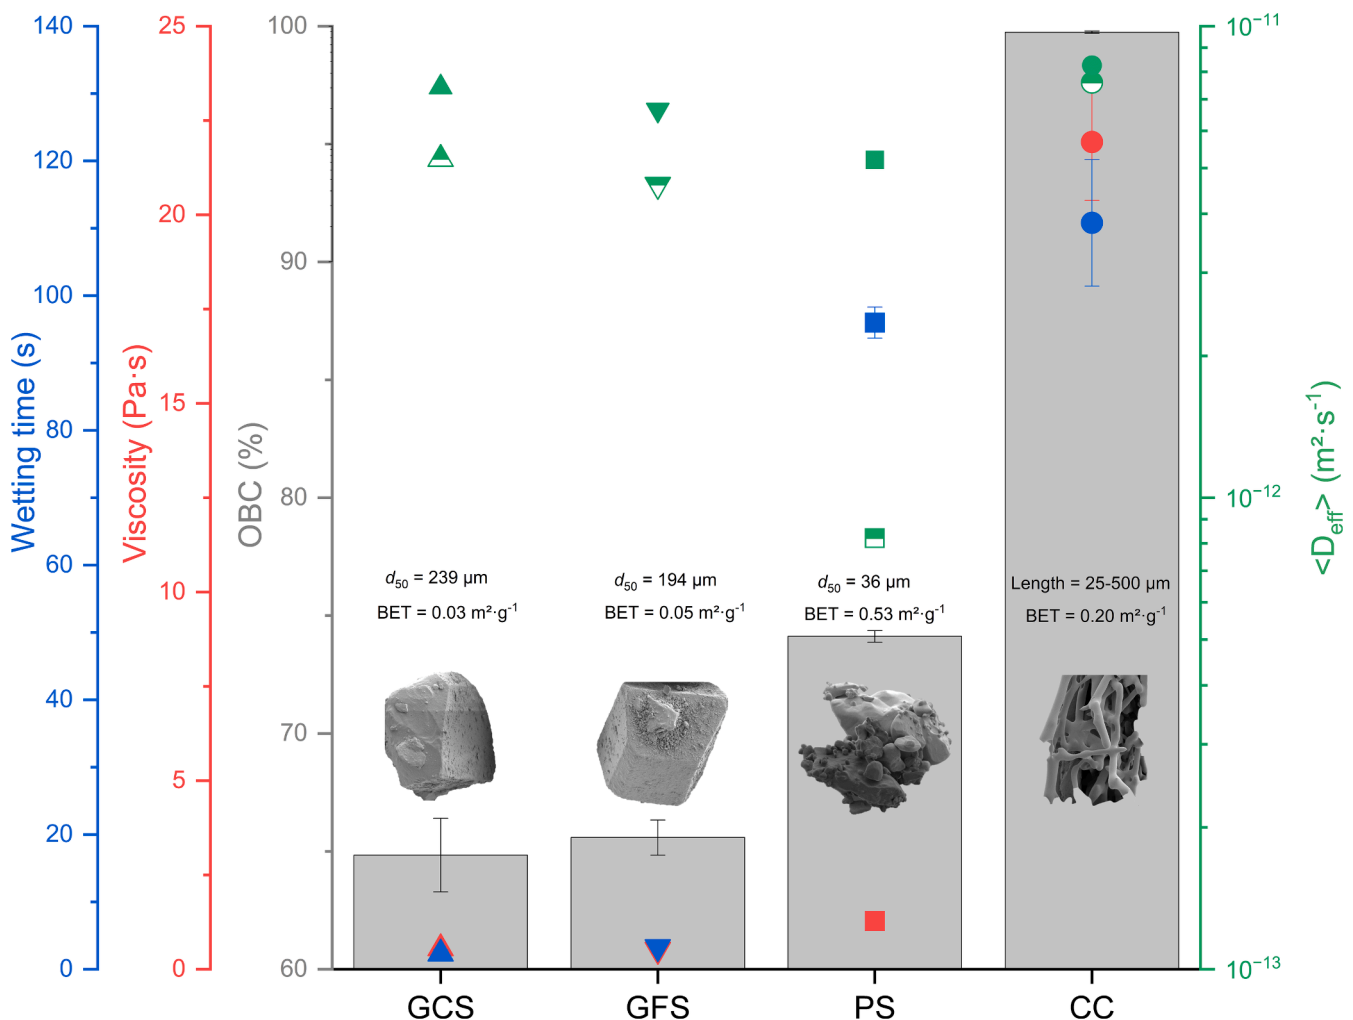 Wetting time (s)
140
120
100
80
60
40
20
0
Viscosity (Pa·s)
25
20
15
10
5
0
OBC (%)
100
90
80
70
60
d₅₀ = 239 µm
BET = 0.03 m²·g⁻¹
d₅₀ = 194 µm
BET = 0.05 m²·g⁻¹
d₅₀ = 36 µm
BET = 0.53 m²·g⁻¹
Length = 25-500 µm
BET = 0.20 m²·g⁻¹
10⁻¹¹
10⁻¹²
10⁻¹³
<D_eff> (m²·s⁻¹)
GCS
GFS
PS
CC